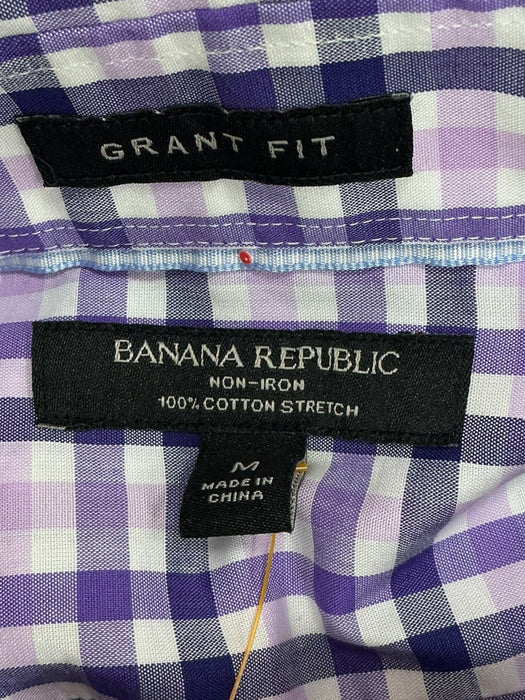 GRANT FIT
BANANA REPUBLIC
NON-IRON
100% COTTON STRETCH
M
MADE IN
CHINA